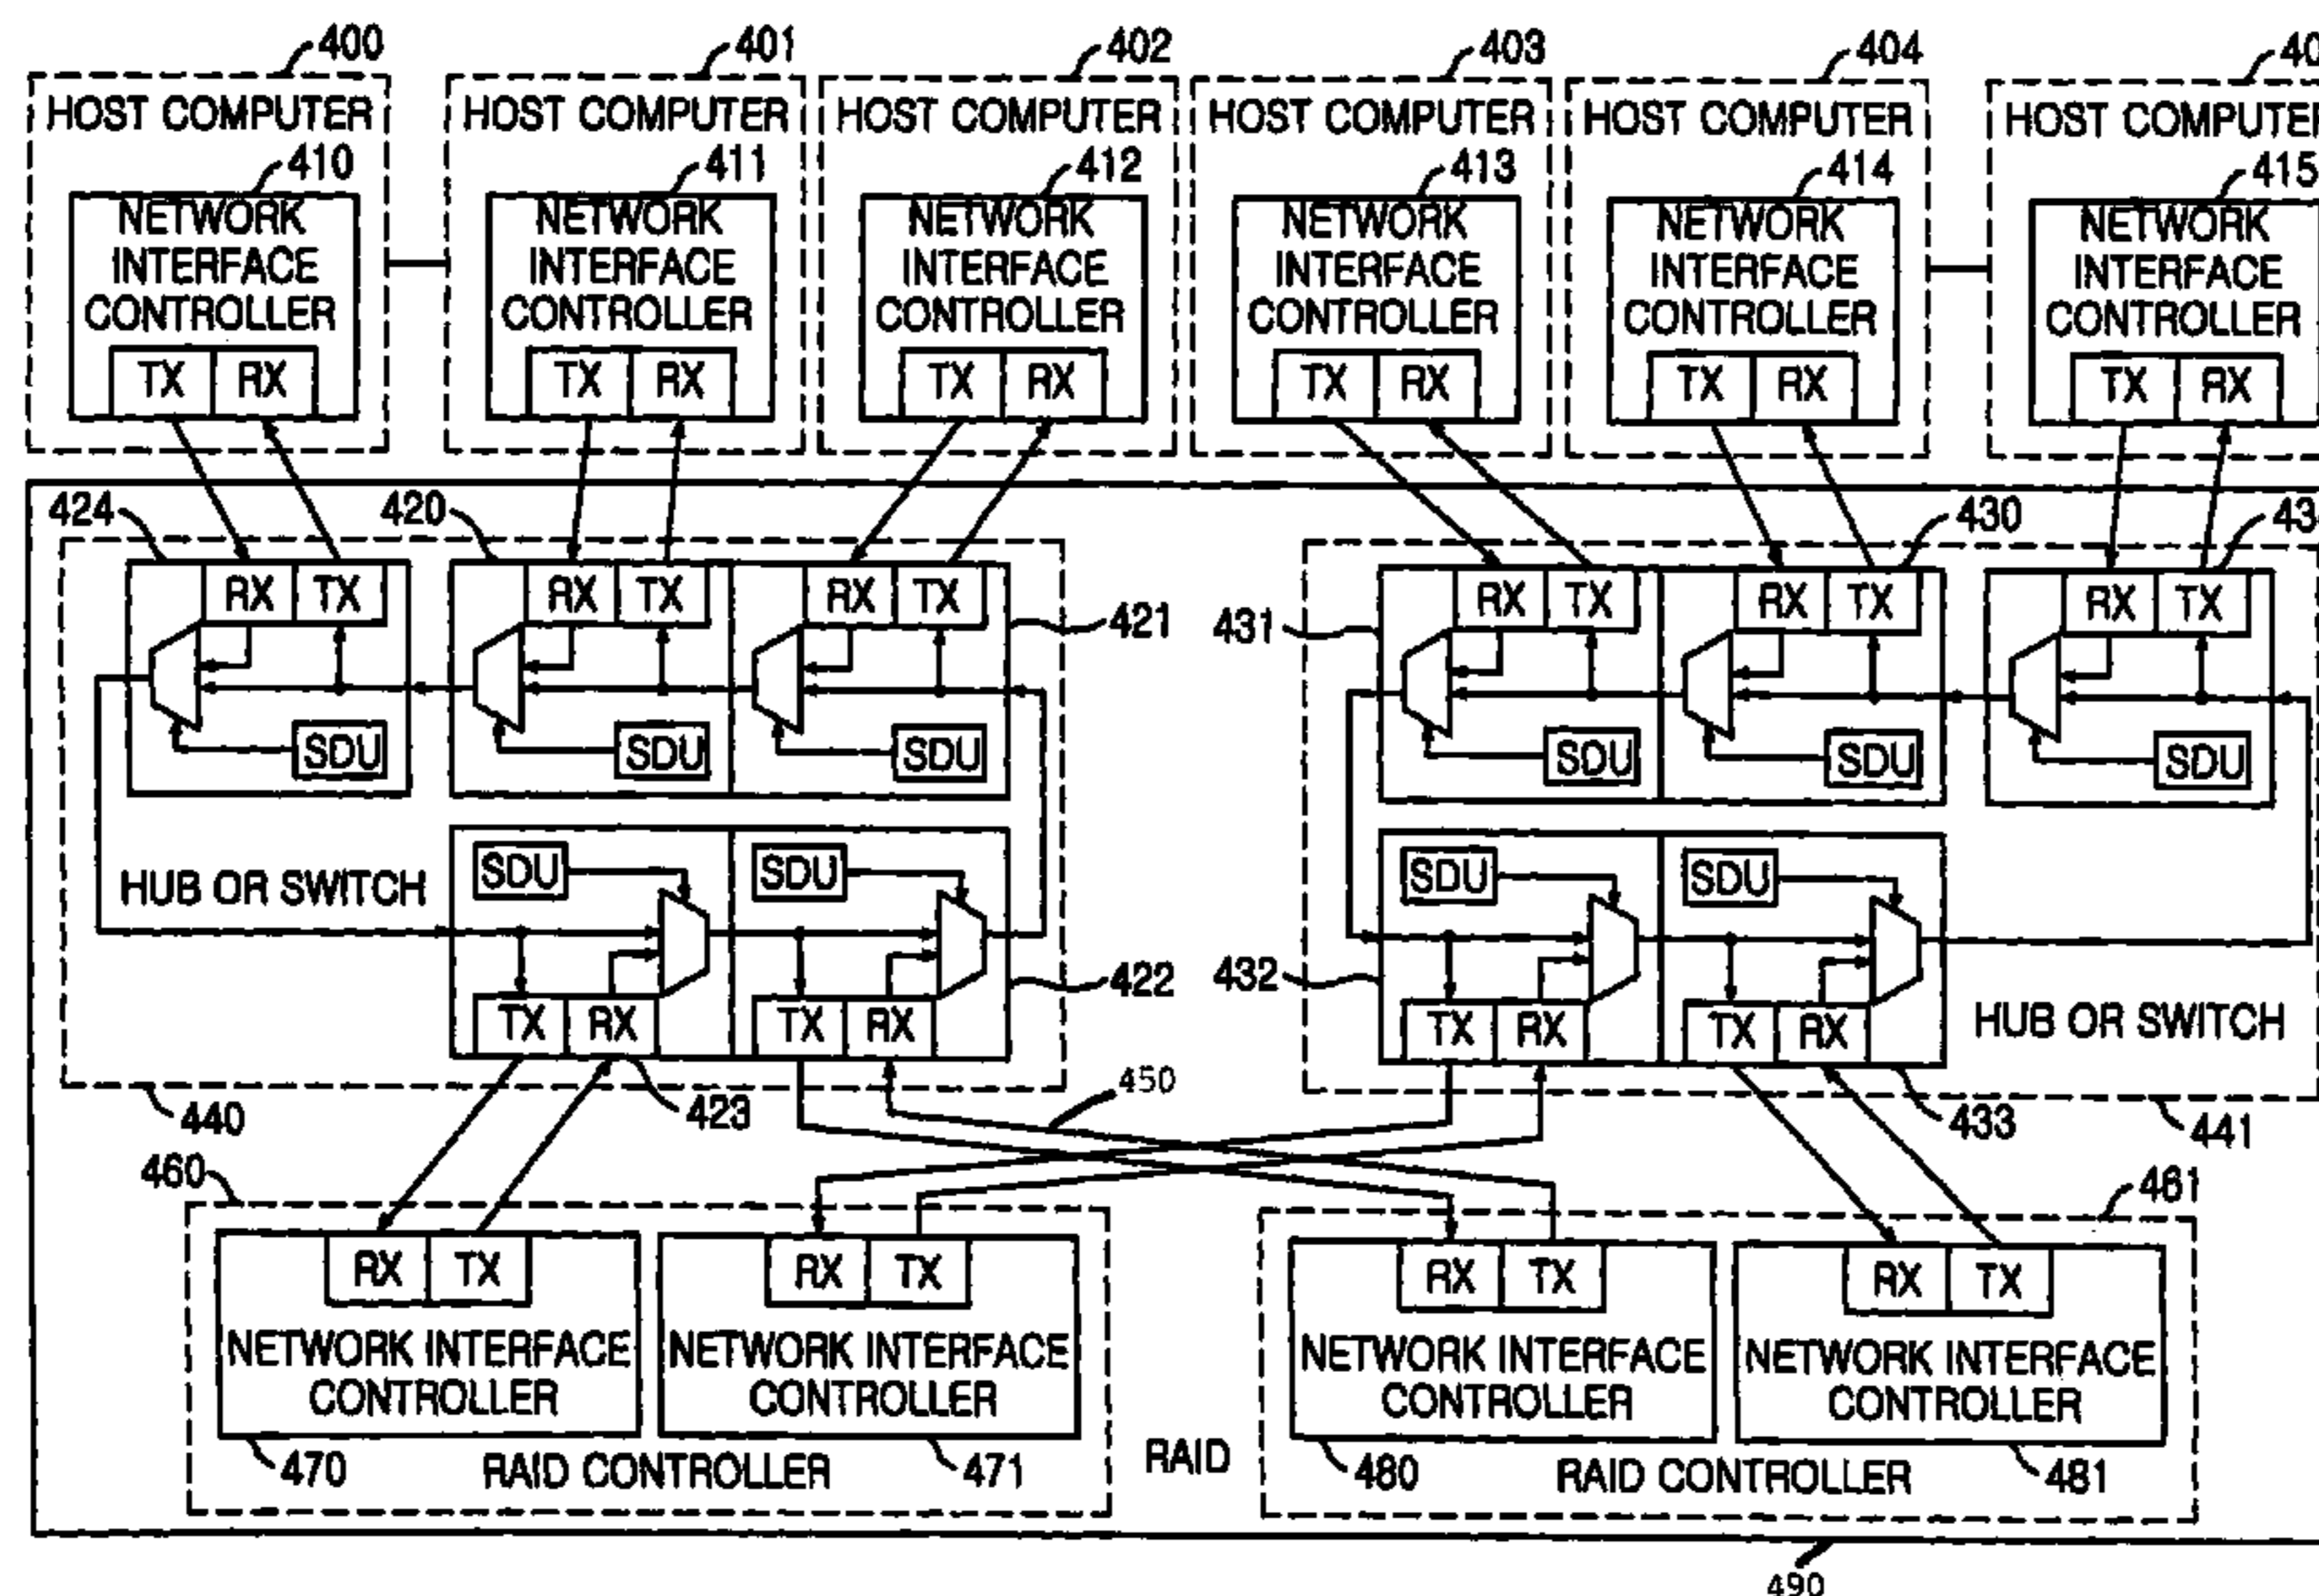 400
401
402
403
404
40
HOST COMPUTER
HOST COMPUTER
HOST COMPUTER
HOST COMPUTER
HOST COMPUTER
HOST COMPUTER
410
411
412
413
414
415
NETWORK
INTERFACE
CONTROLLER
TX RX
NETWORK
INTERFACE
CONTROLLER
TX RX
NETWORK
INTERFACE
CONTROLLER
TX RX
NETWORK
INTERFACE
CONTROLLER
TX RX
NETWORK
INTERFACE
CONTROLLER
TX RX
NETWORK
INTERFACE
CONTROLLER
TX RX
424
420
430
43
RX TX
RX TX
RX TX
RX TX
RX TX
RX TX
421
431
SDU
SDU
SDU
SDU
SDU
SDU
HUB OR SWITCH
SDU
SDU
SDU
SDU
422
432
TX RX
TX RX
TX RX
TX RX
HUB OR SWITCH
440
423
450
433
441
460
461
RX TX
RX TX
RX TX
RX TX
NETWORK INTERFACE
CONTROLLER
NETWORK INTERFACE
CONTROLLER
NETWORK INTERFACE
CONTROLLER
NETWORK INTERFACE
CONTROLLER
470
RAID CONTROLLER
471
RAID
480
RAID CONTROLLER
481
490